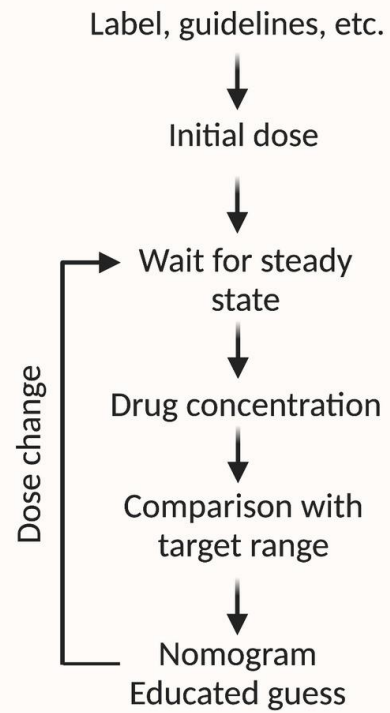 Label, guidelines, etc.
Initial dose
Wait for steady
state
Drug concentration
Comparison with
target range
Nomogram
Educated guess
Dose change